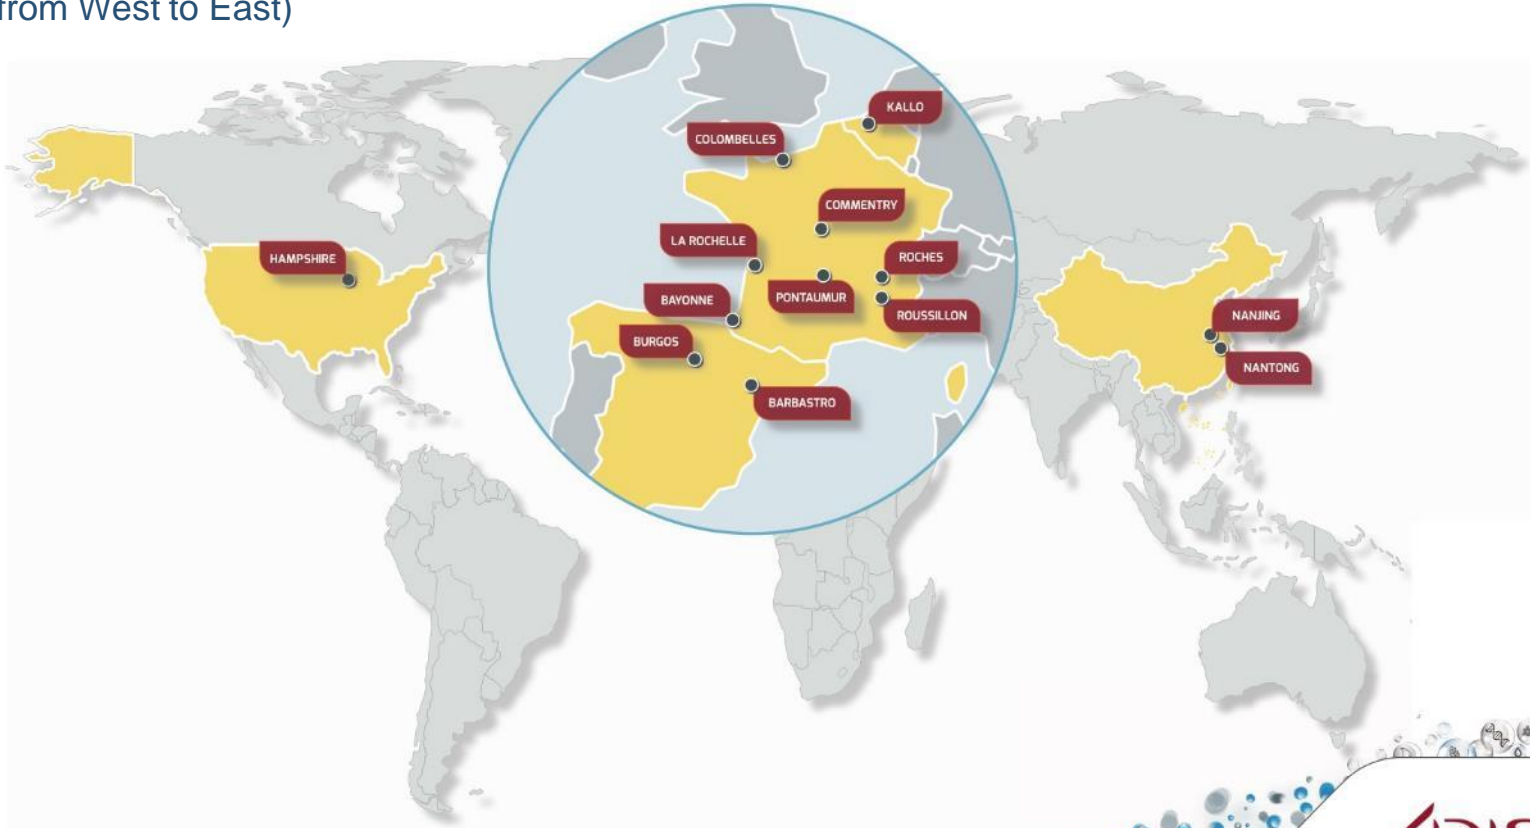 from West to East)
KALLO
COLOMBELLES
COMMENTRY
LA ROCHELLE
ROCHES
HAMPSHIRE
BAYONNE
PONTAUMUR
ROUSSILLON
NANJING
BURGOS
NANTONG
BARBASTRO